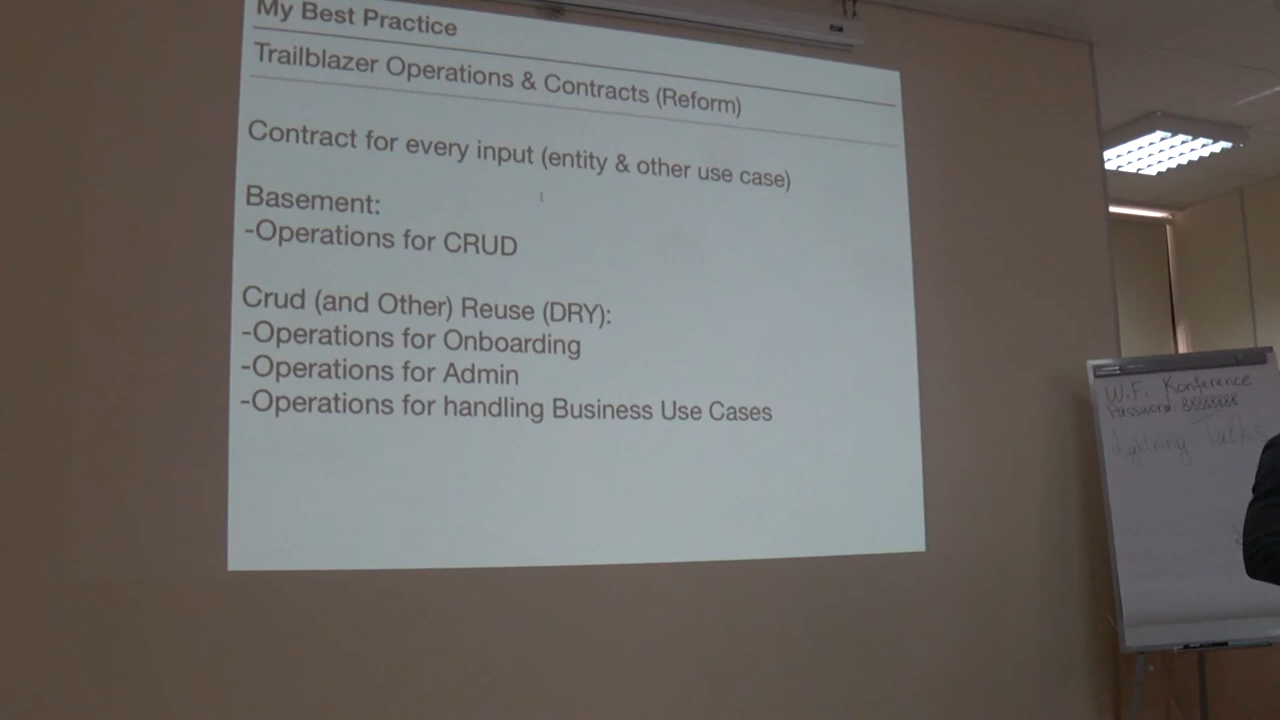 My Best Practice
Trailblazer Operations & Contracts (Reform)
Contract for every input (entity & other use case)
Basement:
-Operations for CRUD
Crud (and Other) Reuse (DRY):
-Operations for Onboarding
-Operations for Admin
-Operations for handling Business Use Cases
W.F. Konference
Password: 88888888
Lightning Talks